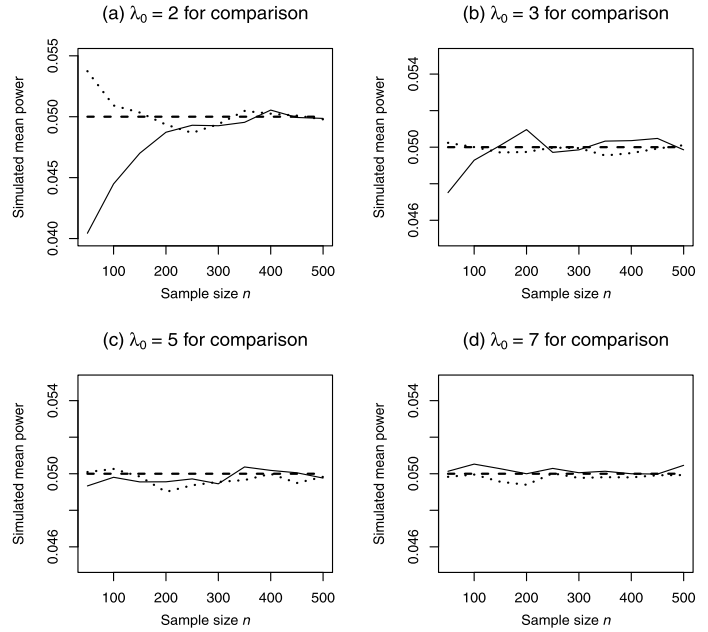 (a) λ₀ = 2 for comparison
Simulated mean power
0.055
0.050
0.045
0.040
100 200 300 400 500
Sample size n
(b) λ₀ = 3 for comparison
Simulated mean power
0.054
0.050
0.046
100 200 300 400 500
Sample size n
(c) λ₀ = 5 for comparison
Simulated mean power
0.054
0.050
0.046
100 200 300 400 500
Sample size n
(d) λ₀ = 7 for comparison
Simulated mean power
0.054
0.050
0.046
100 200 300 400 500
Sample size n